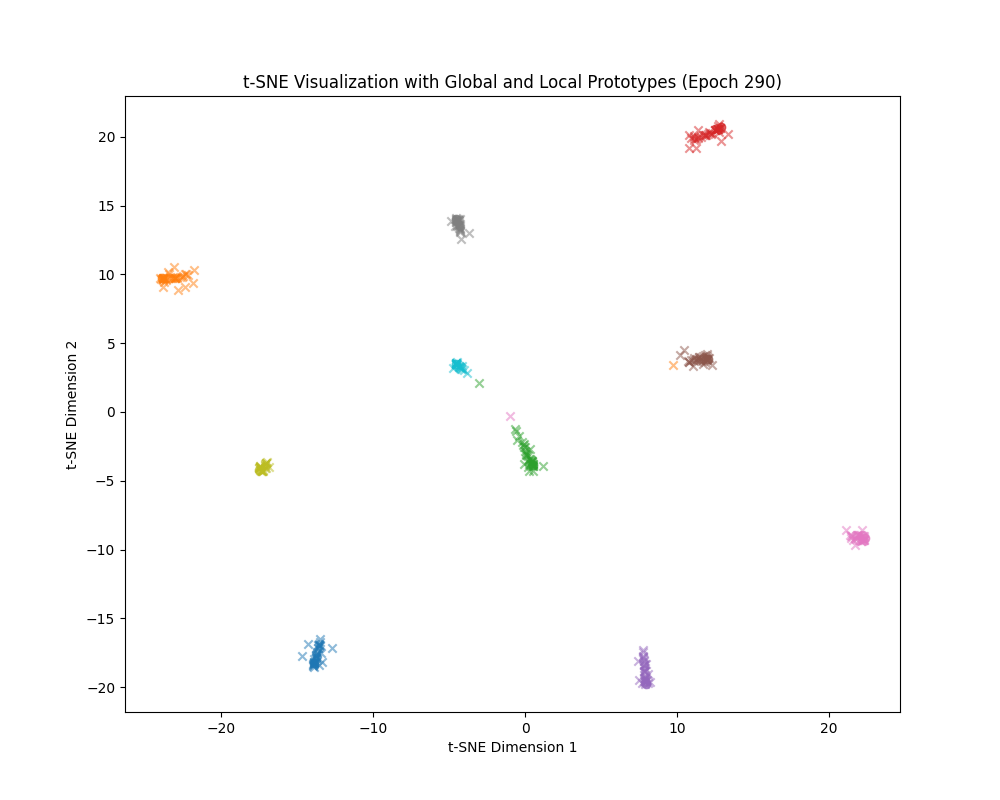 t-SNE Visualization with Global and Local Prototypes (Epoch 290)
20
15
10
5
0
−5
−10
−15
−20
t-SNE Dimension 2
−20 −10 0 10 20
t-SNE Dimension 1